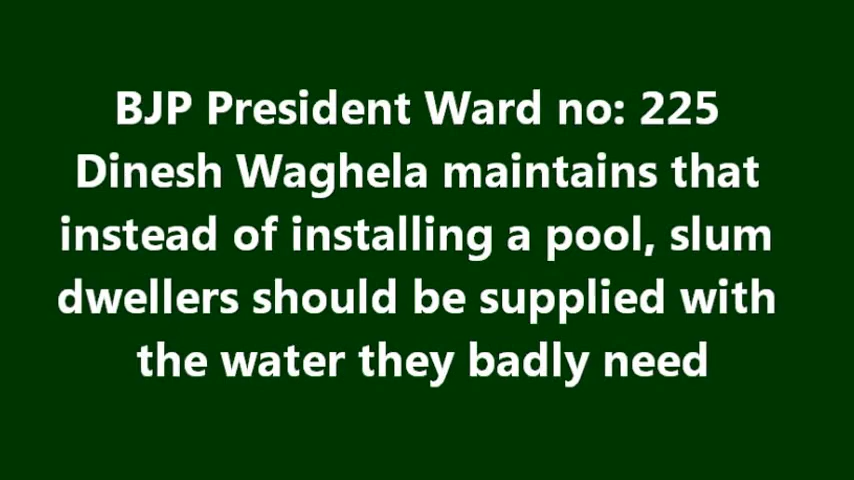 BJP President Ward no: 225
Dinesh Waghela maintains that
instead of installing a pool, slum
dwellers should be supplied with
the water they badly need